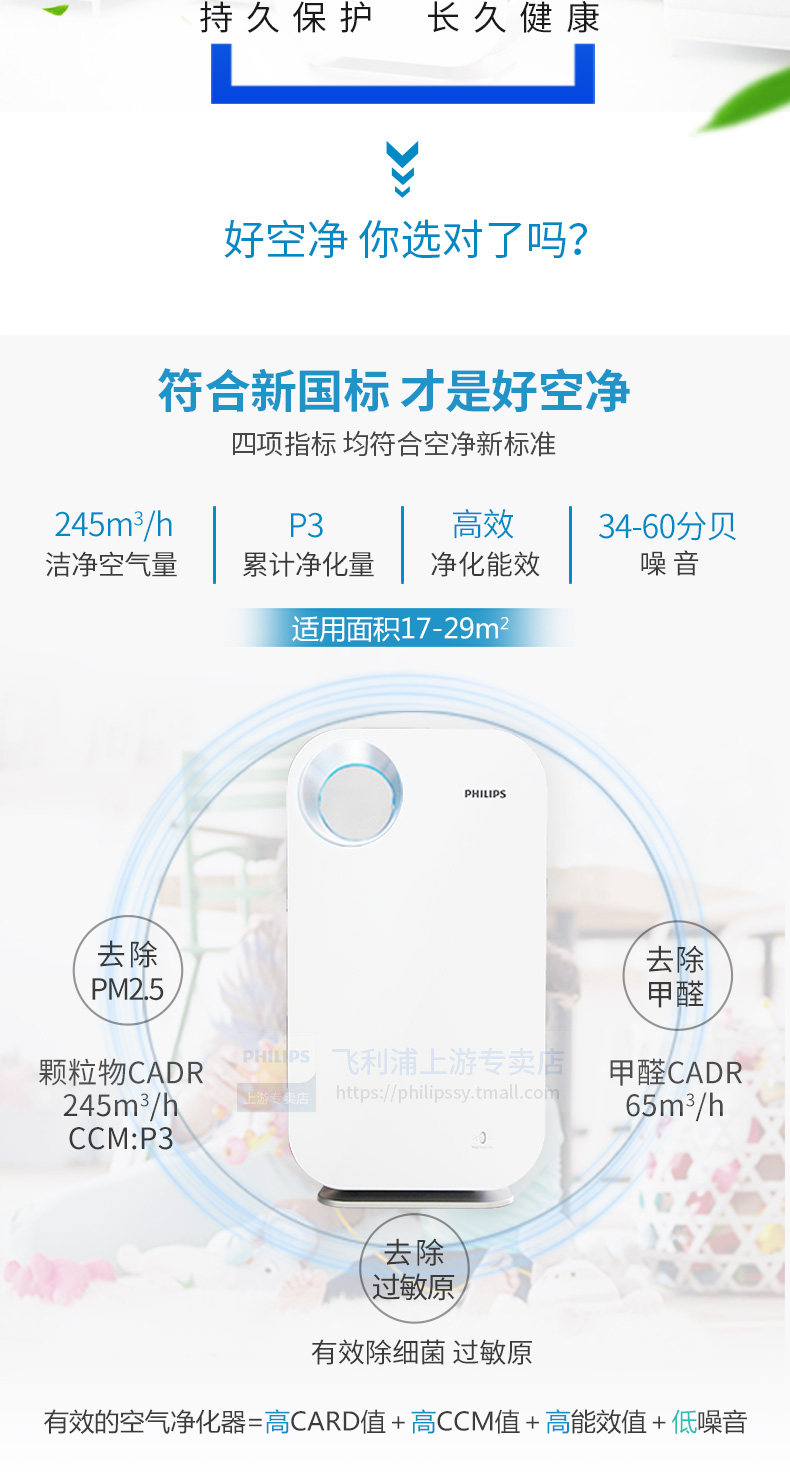 持久保护 长久健康
好空净 你选对了吗?
符合新国标 才是好空净
四项指标 均符合空净新标准
245m³/h
洁净空气量
P3
累计净化量
高效
净化能效
34-60分贝
噪音
适用面积17-29m²
PHILIPS
去除
PM2.5
颗粒物CADR
245m³/h
CCM:P3
去除
甲醛
甲醛CADR
65m³/h
PHILIPS
上游专卖店
飞利浦上游专卖店
https://philipssy.tmall.com
去除
过敏原
有效除细菌 过敏原
有效的空气净化器=高CARD值+高CCM值+高能效值+低噪音